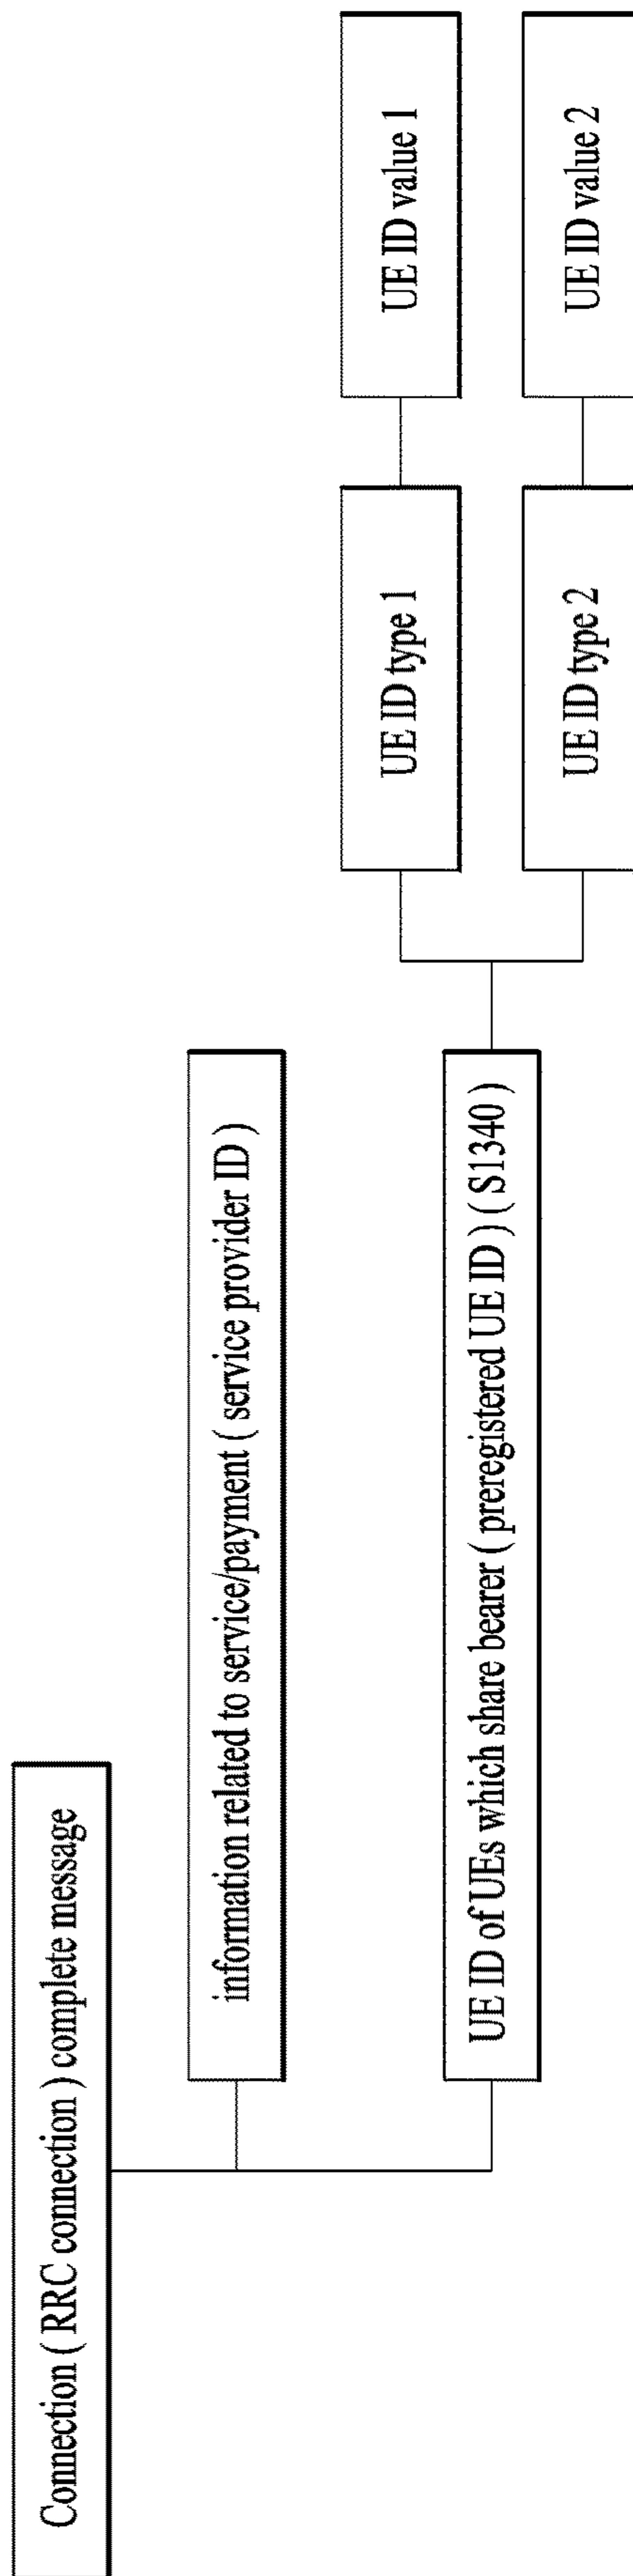 Connection ( RRC connection ) complete message
information related to service/payment ( service provider ID )
UE ID of UEs which share bearer ( preregistered UE ID ) ( S1340 )
UE ID type 1
UE ID value 1
UE ID type 2
UE ID value 2